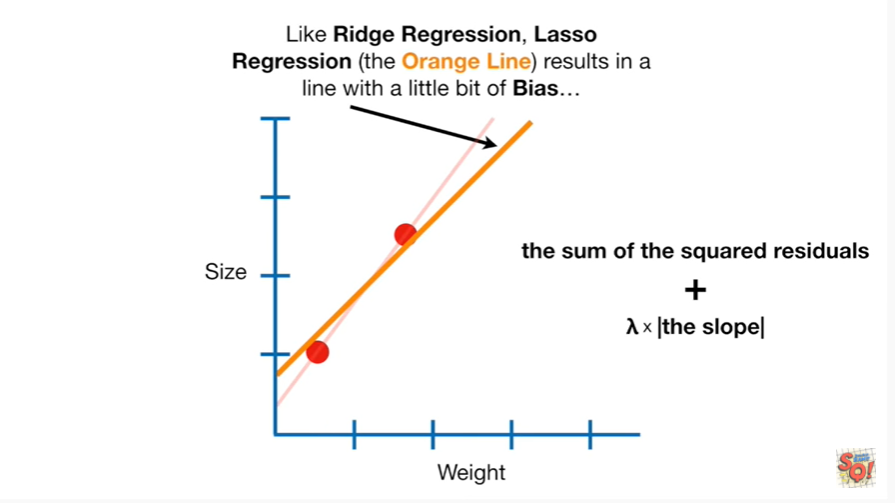 Like Ridge Regression, Lasso
Regression (the Orange Line) results in a
line with a little bit of Bias...
the sum of the squared residuals
+
λ × |the slope|
Size
Weight
SO!